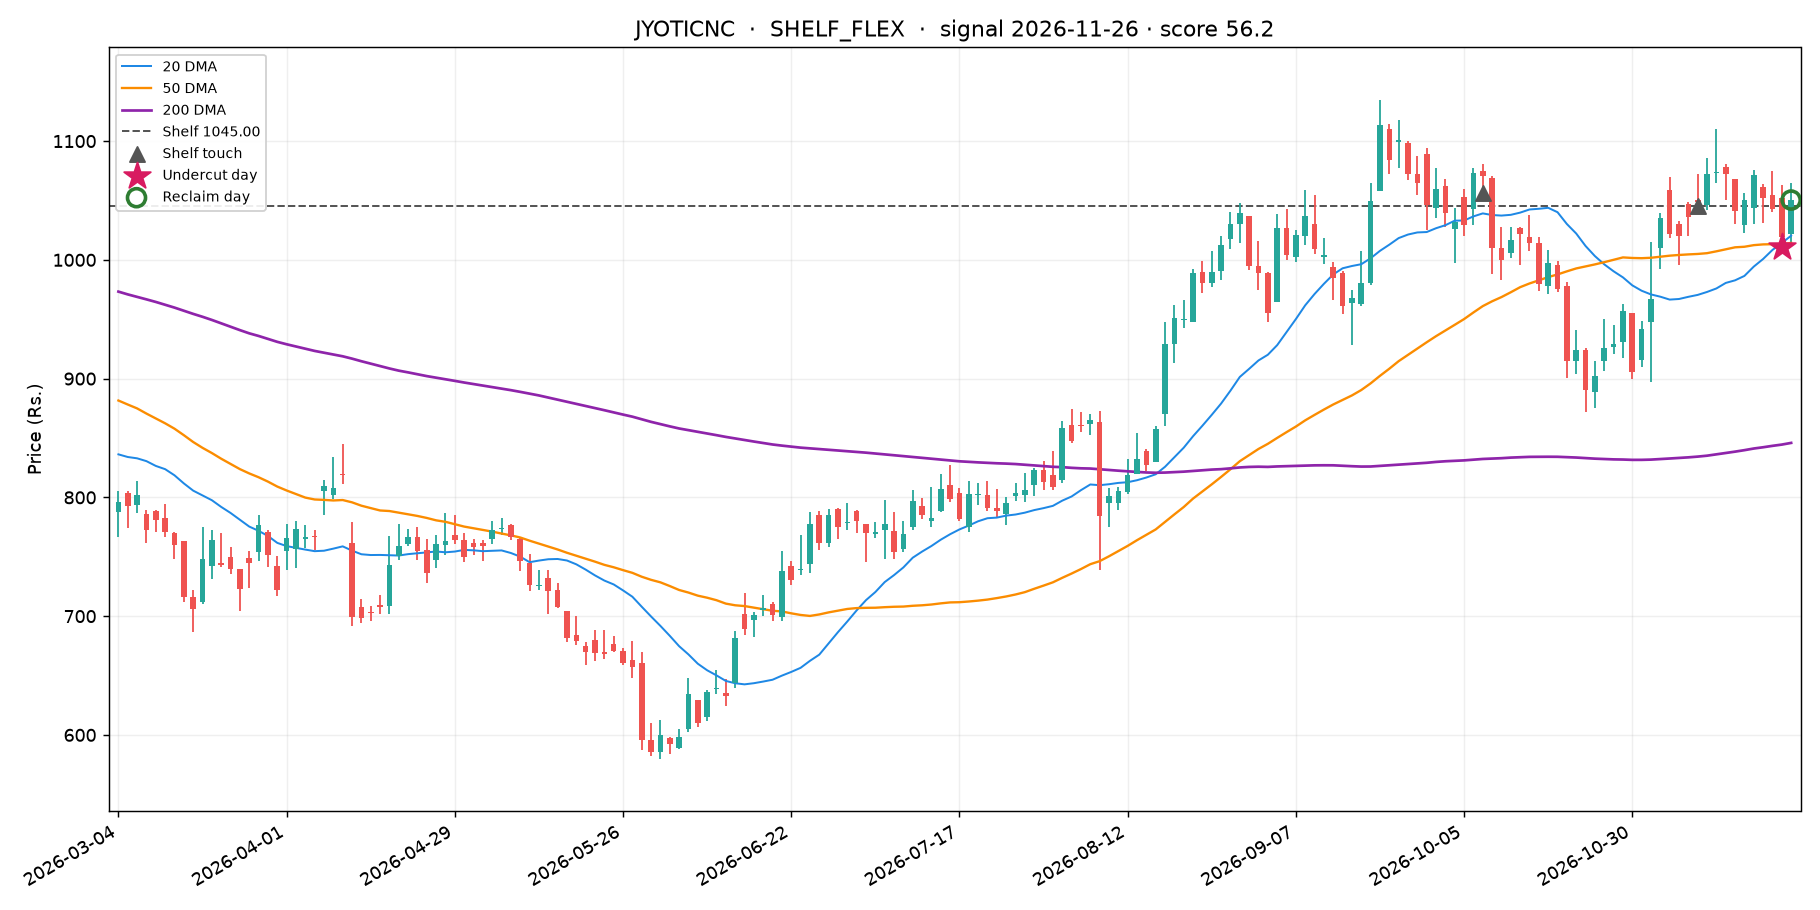 JYOTICNC · SHELF_FLEX · signal 2026-11-26 · score 56.2
20 DMA
50 DMA
200 DMA
Shelf 1045.00
Shelf touch
Undercut day
Reclaim day
Price (Rs.)
1100
1000
900
800
700
600
2026-03-04
2026-04-01
2026-04-29
2026-05-26
2026-06-22
2026-07-17
2026-08-12
2026-09-07
2026-10-05
2026-10-30